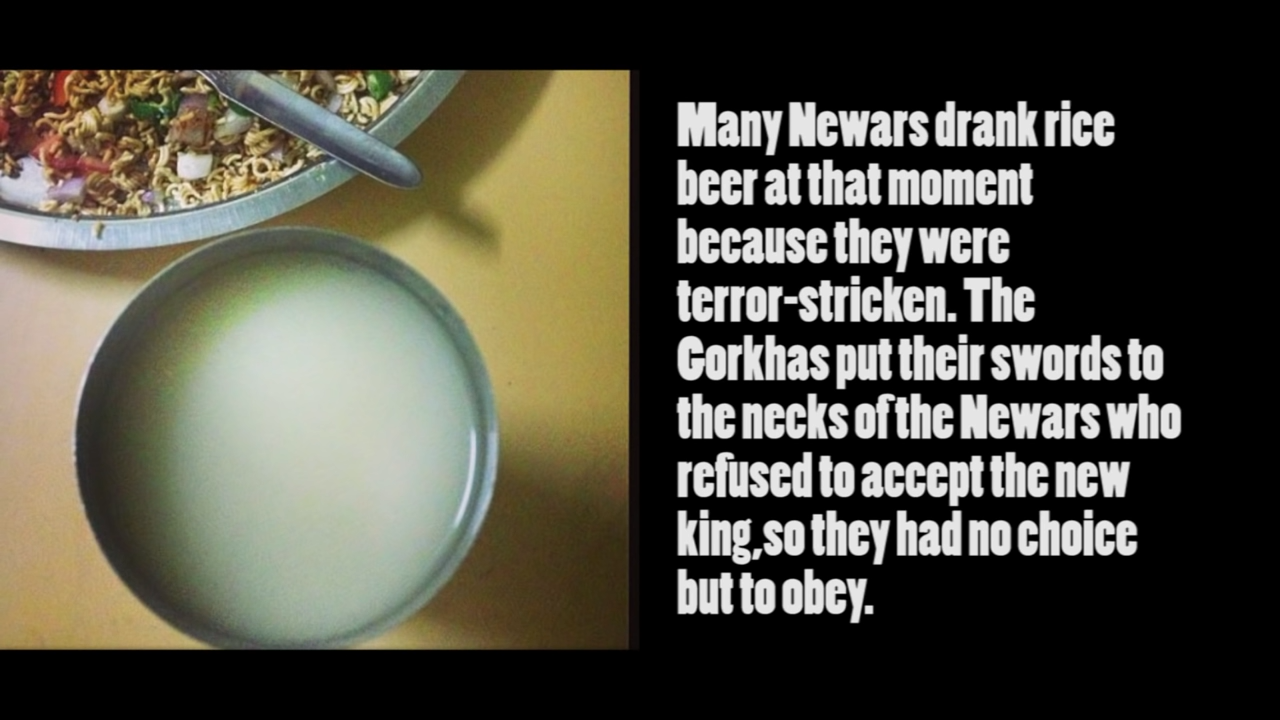 Many Newars drank rice
beer at that moment
because they were
terror-stricken. The
Gorkhas put their swords to
the necks of the Newars who
refused to accept the new
king,so they had no choice
but to obey.